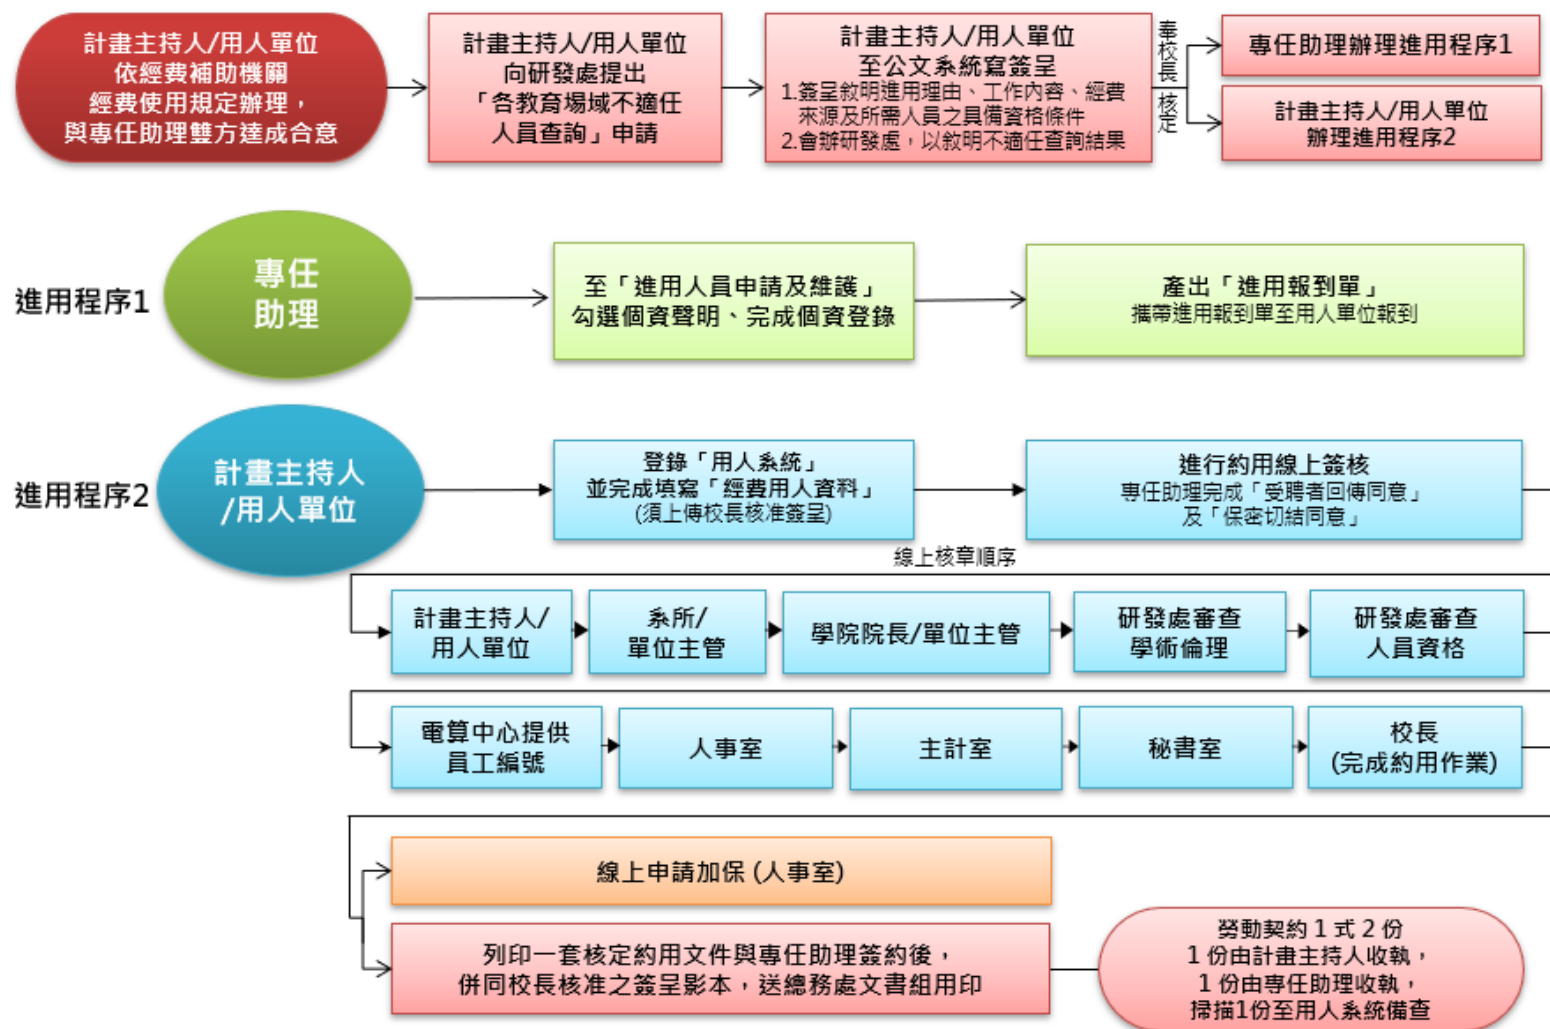 計畫主持人/用人單位
依經費補助機關
經費使用規定辦理，
與專任助理雙方達成合意
計畫主持人/用人單位
向研發處提出
「各教育場域不適任
人員查詢」申請
計畫主持人/用人單位
至公文系統寫簽呈
1.簽呈敘明進用理由、工作內容、經費
來源及所需人員之具備資格條件
2.會辦研發處，以敘明不適任查詢結果
奉校長核定
專任助理辦理進用程序1
計畫主持人/用人單位
辦理進用程序2
進用程序1
專任
助理
至「進用人員申請及維護」
勾選個資聲明、完成個資登錄
產出「進用報到單」
攜帶進用報到單至用人單位報到
進用程序2
計畫主持人
/用人單位
登錄「用人系統」
並完成填寫「經費用人資料」
(須上傳校長核准簽呈)
進行約用線上簽核
專任助理完成「受聘者回傳同意」
及「保密切結同意」
線上核章順序
計畫主持人/
用人單位
系所/
單位主管
學院院長/單位主管
研發處審查
學術倫理
研發處審查
人員資格
電算中心提供
員工編號
人事室
主計室
秘書室
校長
(完成約用作業)
線上申請加保 (人事室)
列印一套核定約用文件與專任助理簽約後，
併同校長核准之簽呈影本，送總務處文書組用印
勞動契約 1 式 2 份
1 份由計畫主持人收執，
1 份由專任助理收執，
掃描1份至用人系統備查